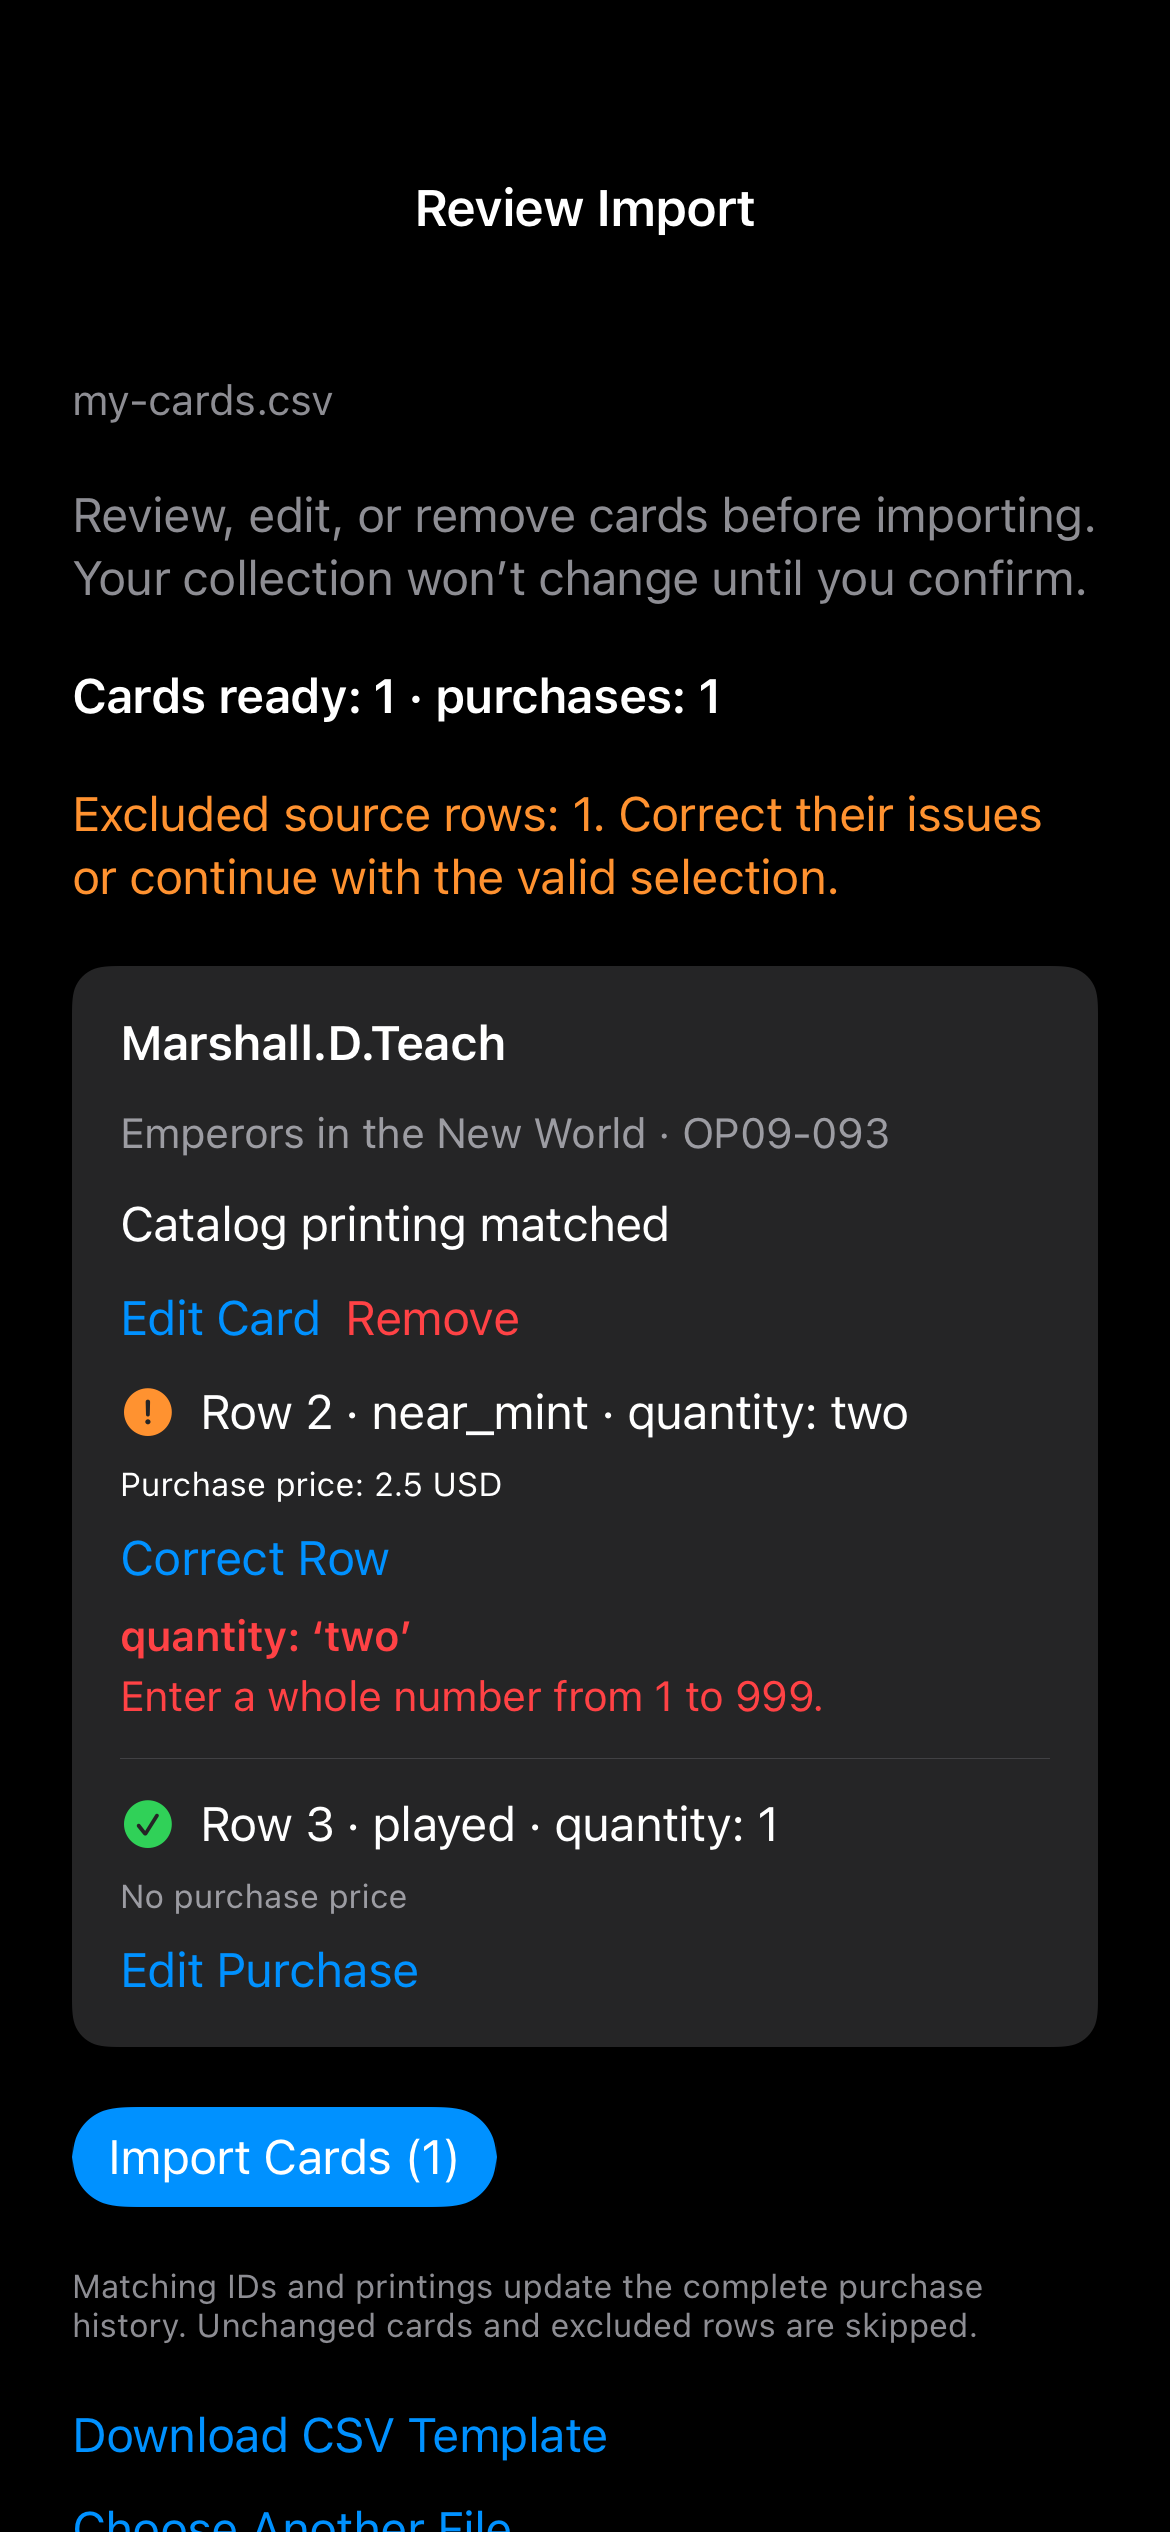 Review Import
my-cards.csv
Review, edit, or remove cards before importing.
Your collection won’t change until you confirm.
Cards ready: 1 · purchases: 1
Excluded source rows: 1. Correct their issues
or continue with the valid selection.
Marshall.D.Teach
Emperors in the New World · OP09-093
Catalog printing matched
Edit Card Remove
Row 2 · near_mint · quantity: two
Purchase price: 2.5 USD
Correct Row
quantity: ‘two’
Enter a whole number from 1 to 999.
Row 3 · played · quantity: 1
No purchase price
Edit Purchase
Import Cards (1)
Matching IDs and printings update the complete purchase
history. Unchanged cards and excluded rows are skipped.
Download CSV Template
Choose Another File